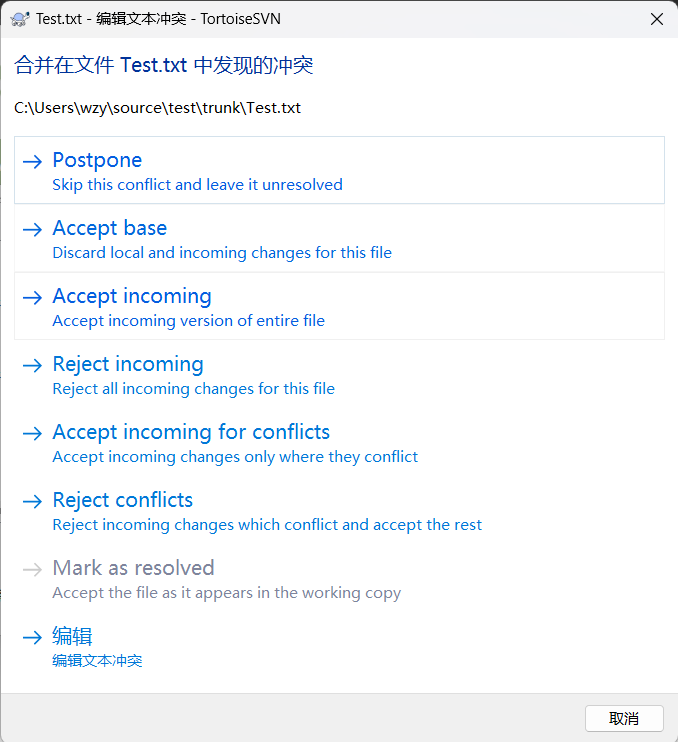 Test.txt - 编辑文本冲突 - TortoiseSVN
合并在文件 Test.txt 中发现的冲突
C:\Users\wzy\source\test\trunk\Test.txt
Postpone
Skip this conflict and leave it unresolved
Accept base
Discard local and incoming changes for this file
Accept incoming
Accept incoming version of entire file
Reject incoming
Reject all incoming changes for this file
Accept incoming for conflicts
Accept incoming changes only where they conflict
Reject conflicts
Reject incoming changes which conflict and accept the rest
Mark as resolved
Accept the file as it appears in the working copy
编辑
编辑文本冲突
取消